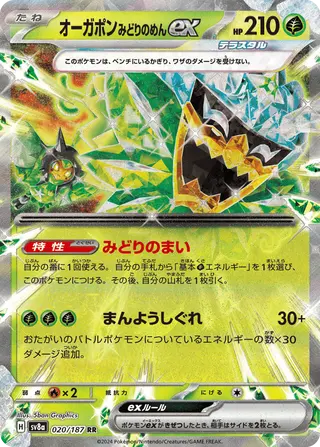 たね
オーガポン みどりのめん ex HP 210
テラスタル
このポケモンは、ベンチにいるかぎり、ワザのダメージを受けない。
特性 みどりのまい
自分の番に1回使える。自分の手札から「基本エネルギー」を1枚選び、
このポケモンにつける。その後、自分の山札を1枚引く。
まんようしぐれ 30+
おたがいのバトルポケモンについているエネルギーの数×30
ダメージ追加。
弱点 ×2 抵抗力 にげる
Illus. 5ban Graphics
H sv8a 020/187 RR
exルール
ポケモンexがきぜつしたとき、相手はサイドを2枚とる。
©2024 Pokémon/Nintendo/Creatures/GAME FREAK.